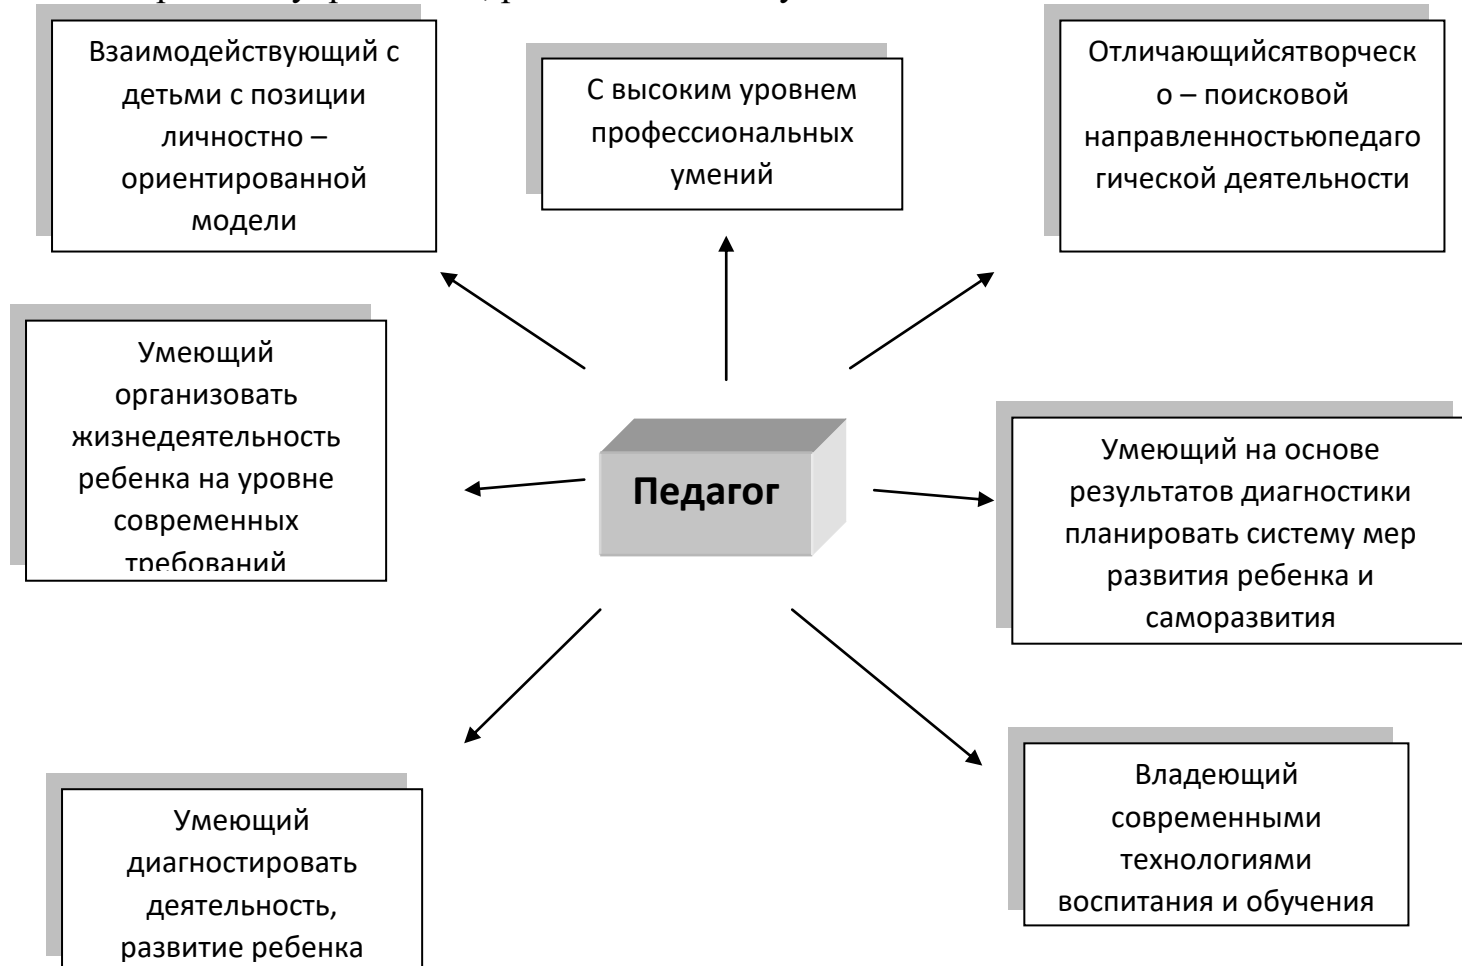 Взаимодействующий с
детьми с позиции
личностно –
ориентированной
модели
С высоким уровнем
профессиональных
умений
Отличающийсятворческ
о – поисковой
направленностьюпедаго
гической деятельности
Умеющий
организовать
жизнедеятельность
ребенка на уровне
современных
требований
Педагог
Умеющий на основе
результатов диагностики
планировать систему мер
развития ребенка и
саморазвития
Умеющий
диагностировать
деятельность,
развитие ребенка
Владеющий
современными
технологиями
воспитания и обучения